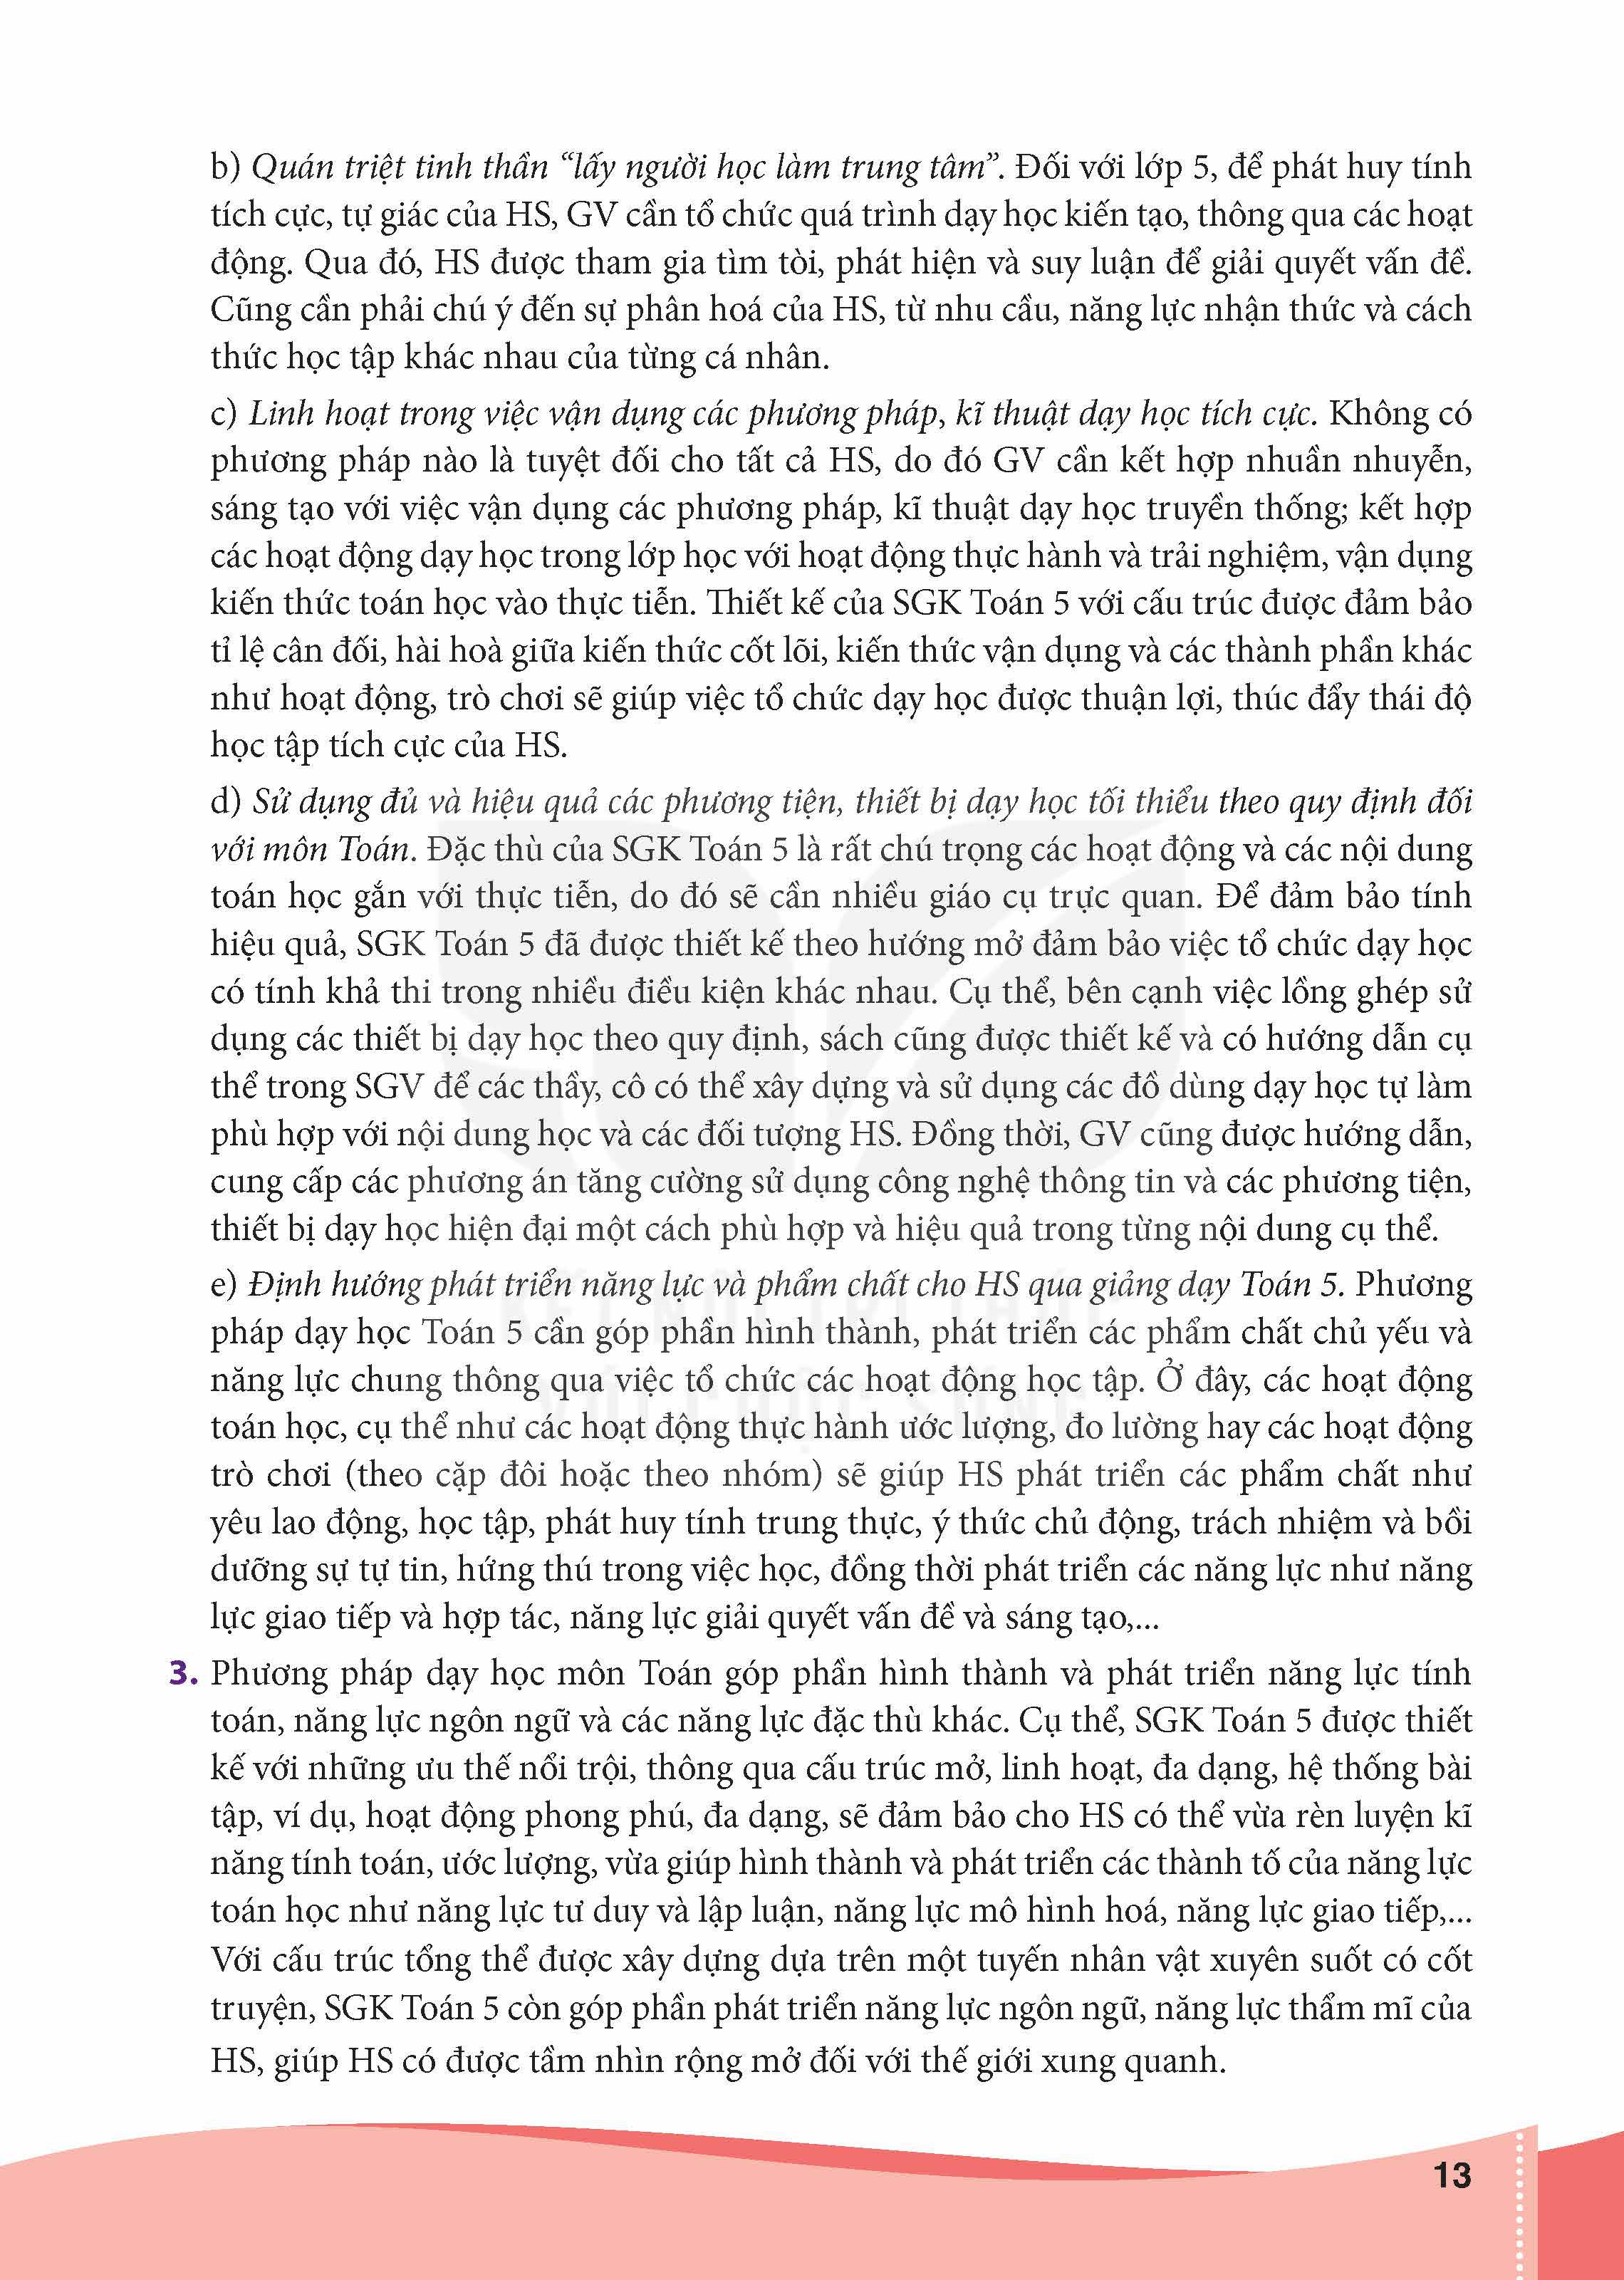 b) Quán triệt tinh thần “lấy người học làm trung tâm”. Đối với lớp 5, để phát huy tính
tích cực, tự giác của HS, GV cần tổ chức quá trình dạy học kiến tạo, thông qua các hoạt
động. Qua đó, HS được tham gia tìm tòi, phát hiện và suy luận để giải quyết vấn đề.
Cũng cần phải chú ý đến sự phân hoá của HS, từ nhu cầu, năng lực nhận thức và cách
thức học tập khác nhau của từng cá nhân.
c) Linh hoạt trong việc vận dụng các phương pháp, kĩ thuật dạy học tích cực. Không có
phương pháp nào là tuyệt đối cho tất cả HS, do đó GV cần kết hợp nhuần nhuyễn,
sáng tạo với việc vận dụng các phương pháp, kĩ thuật dạy học truyền thống; kết hợp
các hoạt động dạy học trong lớp học với hoạt động thực hành và trải nghiệm, vận dụng
kiến thức toán học vào thực tiễn. Thiết kế của SGK Toán 5 với cấu trúc được đảm bảo
tỉ lệ cân đối, hài hoà giữa kiến thức cốt lõi, kiến thức vận dụng và các thành phần khác
như hoạt động, trò chơi sẽ giúp việc tổ chức dạy học được thuận lợi, thúc đẩy thái độ
học tập tích cực của HS.
d) Sử dụng đủ và hiệu quả các phương tiện, thiết bị dạy học tối thiểu theo quy định đối
với môn Toán. Đặc thù của SGK Toán 5 là rất chú trọng các hoạt động và các nội dung
toán học gắn với thực tiễn, do đó sẽ cần nhiều giáo cụ trực quan. Để đảm bảo tính
hiệu quả, SGK Toán 5 đã được thiết kế theo hướng mở đảm bảo việc tổ chức dạy học
có tính khả thi trong nhiều điều kiện khác nhau. Cụ thể, bên cạnh việc lồng ghép sử
dụng các thiết bị dạy học theo quy định, sách cũng được thiết kế và có hướng dẫn cụ
thể trong SGV để các thầy, cô có thể xây dựng và sử dụng các đồ dùng dạy học tự làm
phù hợp với nội dung học và các đối tượng HS. Đồng thời, GV cũng được hướng dẫn,
cung cấp các phương án tăng cường sử dụng công nghệ thông tin và các phương tiện,
thiết bị dạy học hiện đại một cách phù hợp và hiệu quả trong từng nội dung cụ thể.
e) Định hướng phát triển năng lực và phẩm chất cho HS qua giảng dạy Toán 5. Phương
pháp dạy học Toán 5 cần góp phần hình thành, phát triển các phẩm chất chủ yếu và
năng lực chung thông qua việc tổ chức các hoạt động học tập. Ở đây, các hoạt động
toán học, cụ thể như các hoạt động thực hành ước lượng, đo lường hay các hoạt động
trò chơi (theo cặp đôi hoặc theo nhóm) sẽ giúp HS phát triển các phẩm chất như
yêu lao động, học tập, phát huy tính trung thực, ý thức chủ động, trách nhiệm và bồi
dưỡng sự tự tin, hứng thú trong việc học, đồng thời phát triển các năng lực như năng
lực giao tiếp và hợp tác, năng lực giải quyết vấn đề và sáng tạo,...
3. Phương pháp dạy học môn Toán góp phần hình thành và phát triển năng lực tính
toán, năng lực ngôn ngữ và các năng lực đặc thù khác. Cụ thể, SGK Toán 5 được thiết
kế với những ưu thế nổi trội, thông qua cấu trúc mở, linh hoạt, đa dạng, hệ thống bài
tập, ví dụ, hoạt động phong phú, đa dạng, sẽ đảm bảo cho HS có thể vừa rèn luyện kĩ
năng tính toán, ước lượng, vừa giúp hình thành và phát triển các thành tố của năng lực
toán học như năng lực tư duy và lập luận, năng lực mô hình hoá, năng lực giao tiếp,...
Với cấu trúc tổng thể được xây dựng dựa trên một tuyến nhân vật xuyên suốt có cốt
truyện, SGK Toán 5 còn góp phần phát triển năng lực ngôn ngữ, năng lực thẩm mĩ của
HS, giúp HS có được tầm nhìn rộng mở đối với thế giới xung quanh.
KẾT NỐI TRI THỨC
VỚI CUỘC SỐNG
13